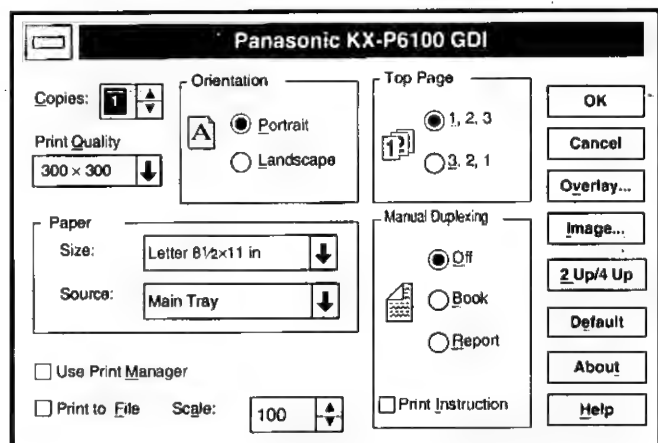 Panasonic KX-P6100 GDI
Copies: 1
Print Quality
300 × 300
Orientation
A
Portrait
Landscape
Top Page
1 2 3
1, 2, 3
3, 2, 1
Paper
Size: Letter 8½×11 in
Source: Main Tray
Manual Duplexing
Off
Book
Report
Print Instruction
Use Print Manager
Print to File Scale: 100
OK
Cancel
Overlay...
Image...
2 Up/4 Up
Default
About
Help